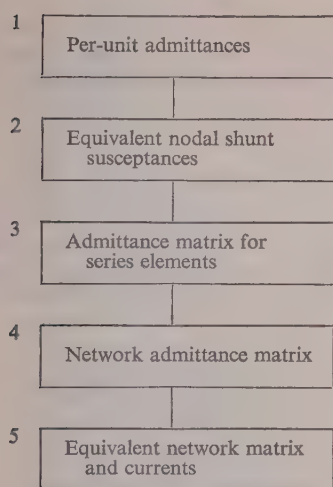 1
Per-unit admittances
2
Equivalent nodal shunt
susceptances
3
Admittance matrix for
series elements
4
Network admittance matrix
5
Equivalent network matrix
and currents